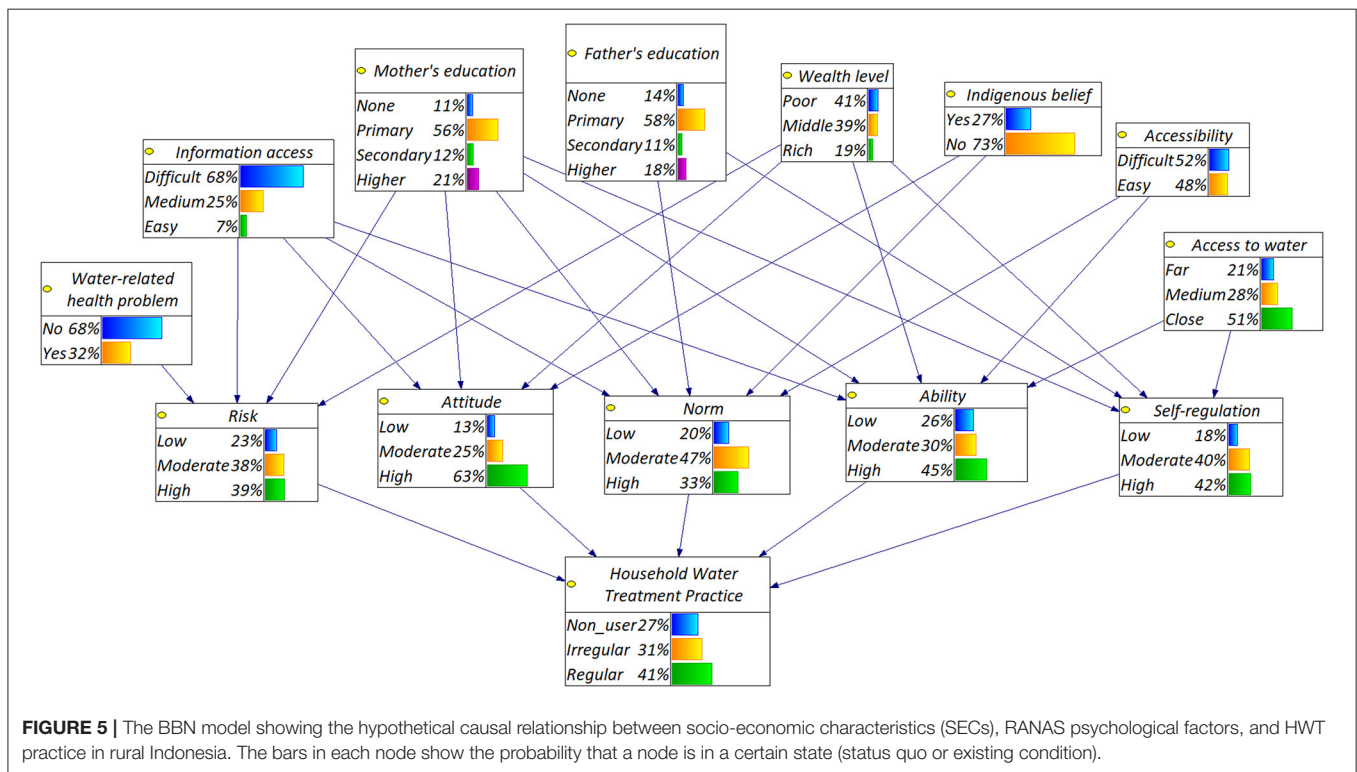 Father's education
None 14%
Primary 58%
Secondary 11%
Higher 18%
Mother's education
None 11%
Primary 56%
Secondary 12%
Higher 21%
Wealth level
Poor 41%
Middle 39%
Rich 19%
Indigenous belief
Yes 27%
No 73%
Accessibility
Difficult 52%
Easy 48%
Information access
Difficult 68%
Medium 25%
Easy 7%
Access to water
Far 21%
Medium 28%
Close 51%
Water-related
health problem
No 68%
Yes 32%
Risk
Low 23%
Moderate 38%
High 39%
Attitude
Low 13%
Moderate 25%
High 63%
Norm
Low 20%
Moderate 47%
High 33%
Ability
Low 26%
Moderate 30%
High 45%
Self-regulation
Low 18%
Moderate 40%
High 42%
Household Water
Treatment Practice
Non_user 27%
Irregular 31%
Regular 41%
FIGURE 5 | The BBN model showing the hypothetical causal relationship between socio-economic characteristics (SECs), RANAS psychological factors, and HWT
practice in rural Indonesia. The bars in each node show the probability that a node is in a certain state (status quo or existing condition).